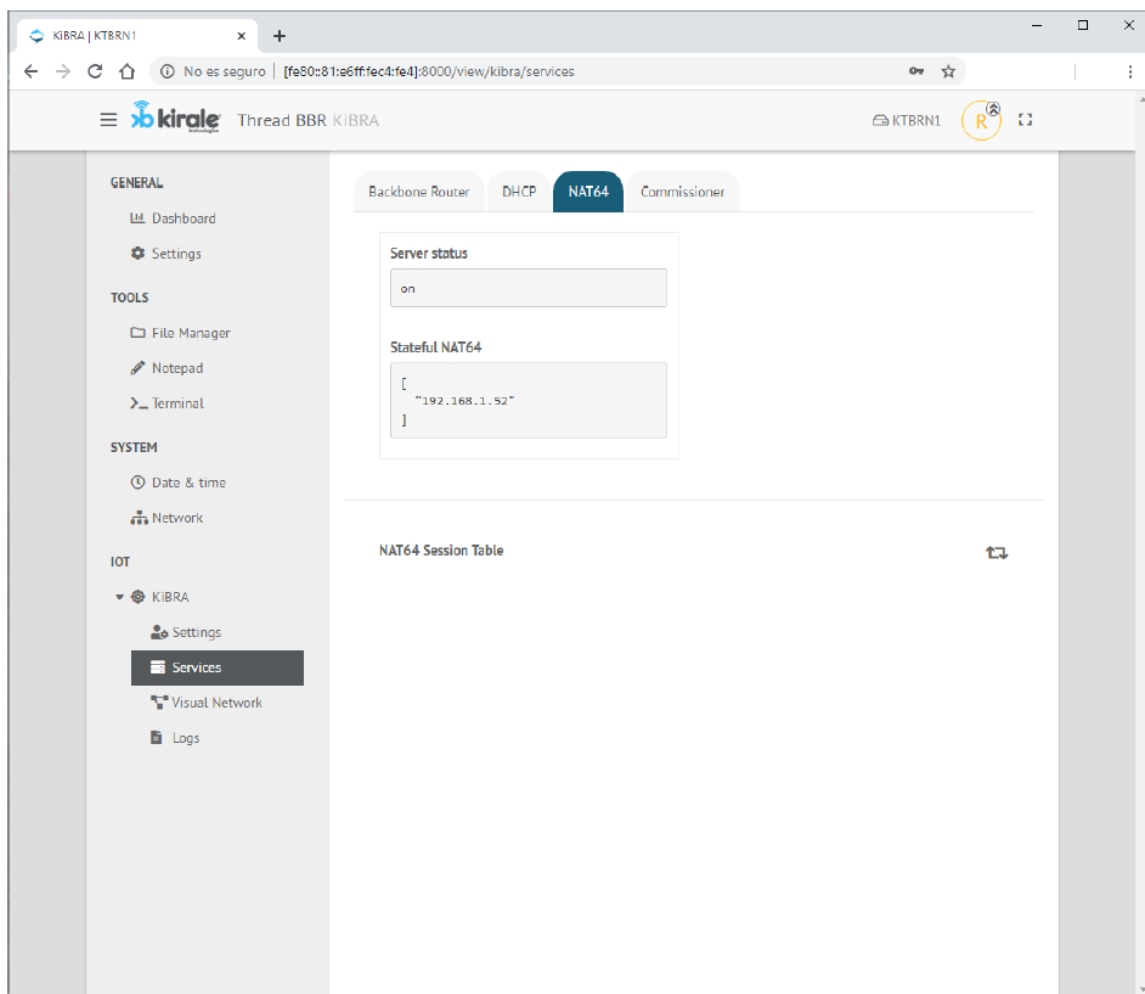 KiBRA | KTBRN1
No es seguro | [fe80::81:e6ff:fec4:fe4]:8000/view/kibra/services
kirale technologies Thread BBR KiBRA
KTBRN1 R
GENERAL
Dashboard
Settings
TOOLS
File Manager
Notepad
Terminal
SYSTEM
Date & time
Network
IOT
KiBRA
Settings
Services
Visual Network
Logs
Backbone Router DHCP NAT64 Commissioner
Server status
on
Stateful NAT64
[
"192.168.1.52"
]
NAT64 Session Table